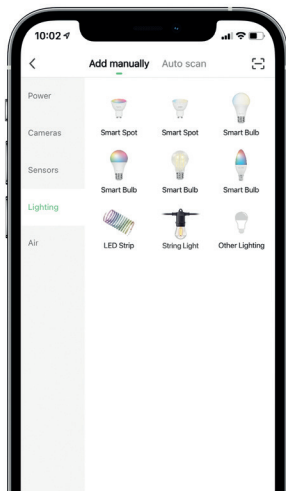 10:02
Add manually Auto scan
Power
Cameras
Sensors
Lighting
Air
Smart Spot Smart Spot Smart Bulb
Smart Bulb Smart Bulb Smart Bulb
LED Strip String Light Other Lighting